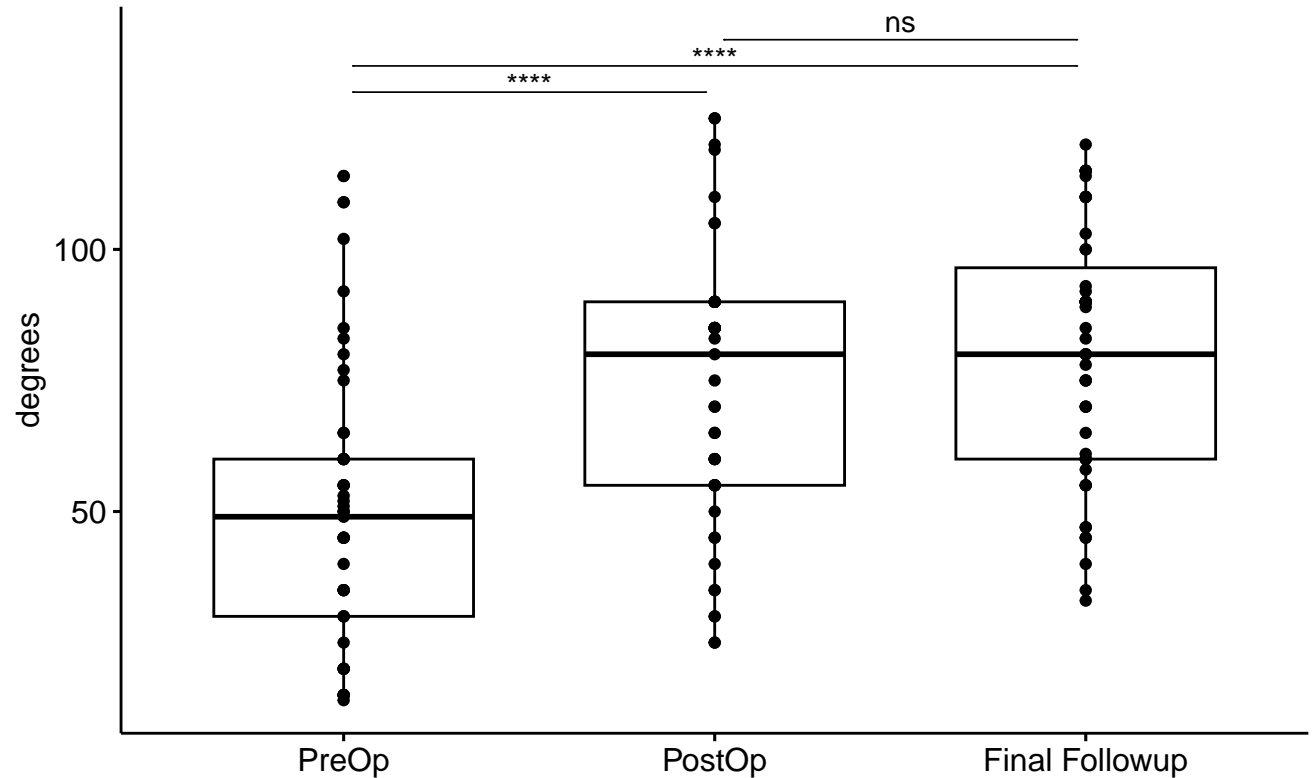 ns
****
****
100
50
degrees
PreOp
PostOp
Final Followup